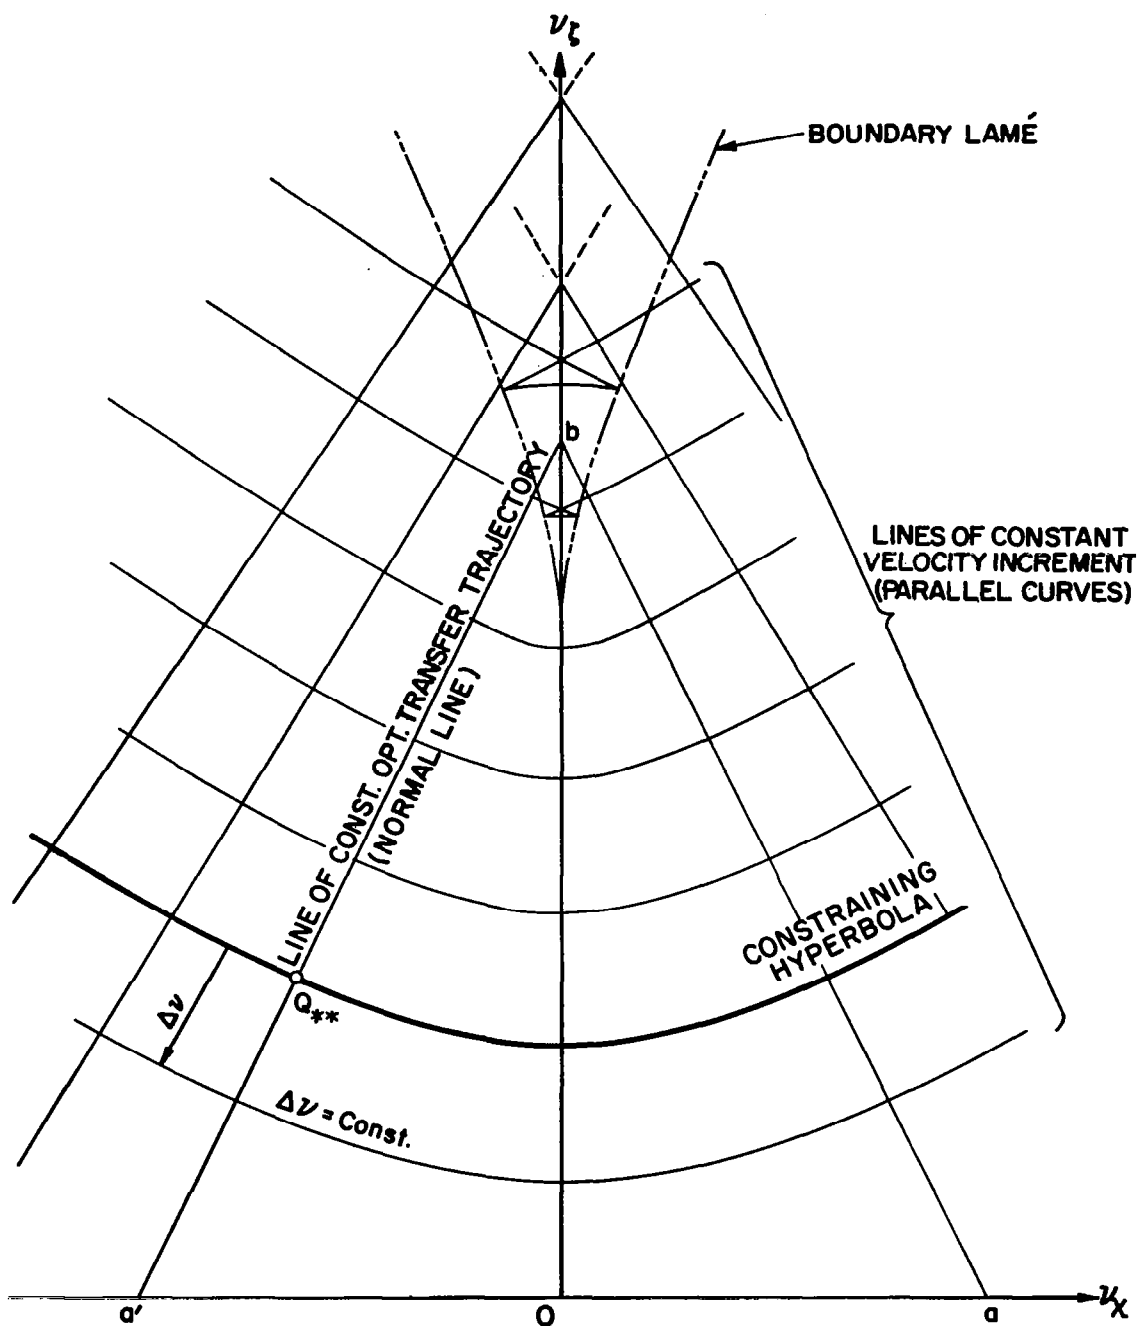 νζ
BOUNDARY LAMÉ
b
LINES OF CONSTANT
VELOCITY INCREMENT
(PARALLEL CURVES)
LINE OF CONST. OPT. TRANSFER TRAJECTORY
(NORMAL LINE)
CONSTRAINING
HYPERBOLA
Q**
Δν
Δν = Const.
a'
O
a
νχ